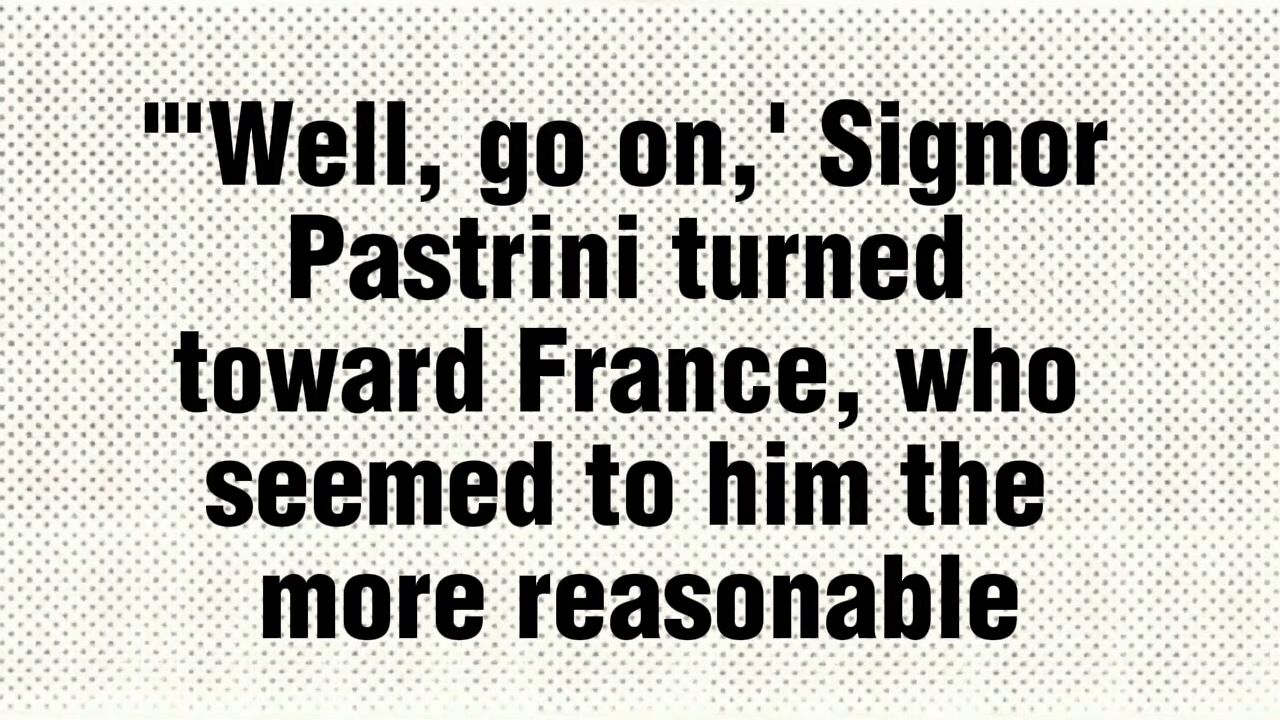 "'Well, go on,' Signor
Pastrini turned
toward France, who
seemed to him the
more reasonable